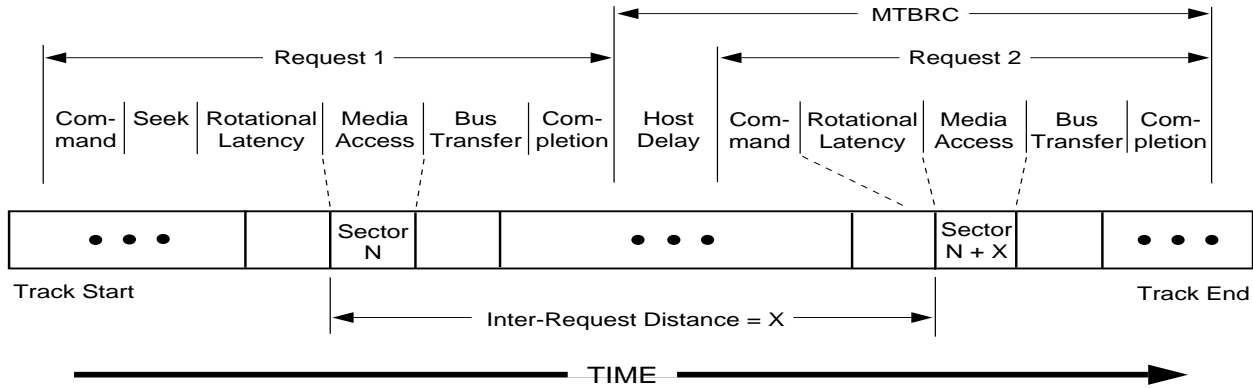 MTBRC
Request 1
Request 2
Com-
mand
Seek
Rotational
Latency
Media
Access
Bus
Transfer
Com-
pletion
Host
Delay
Com-
mand
Rotational
Latency
Media
Access
Bus
Transfer
Com-
pletion
Sector
N
Sector
N + X
Track Start
Track End
Inter-Request Distance = X
TIME